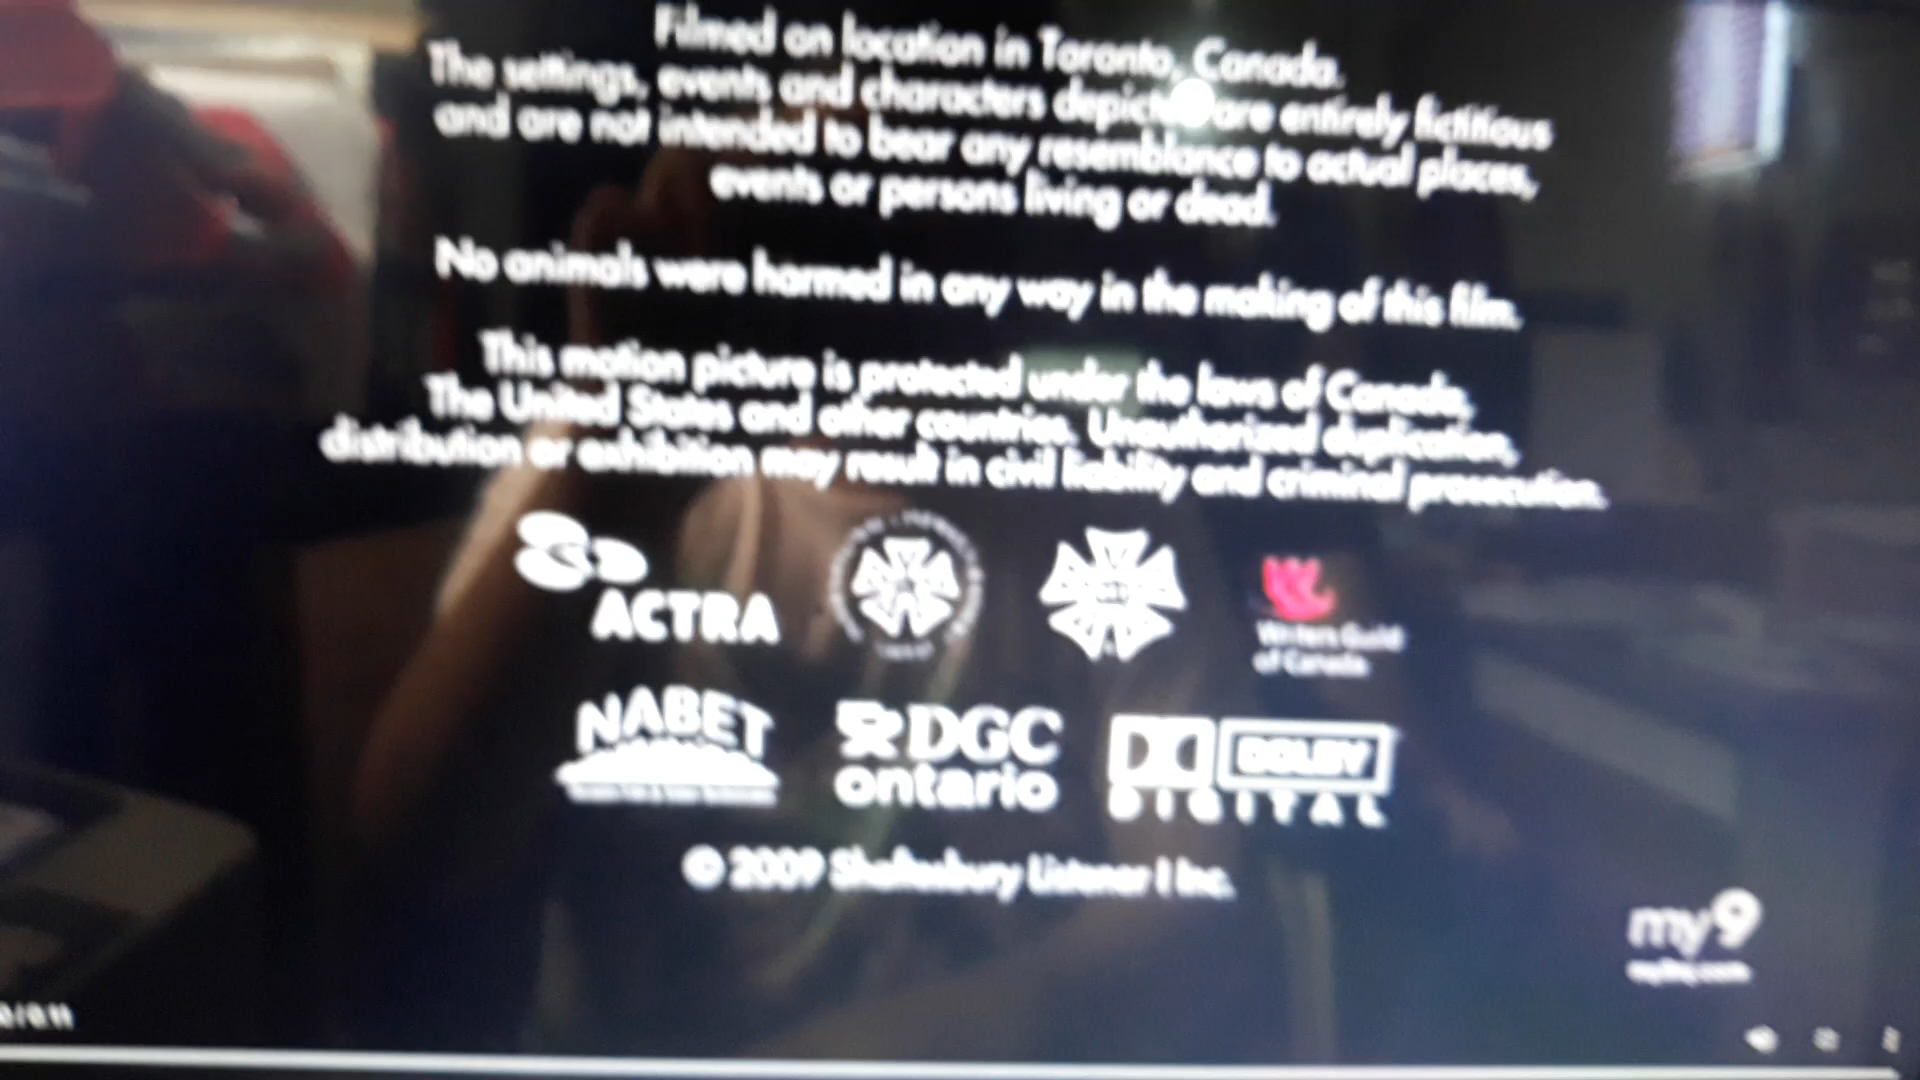 Filmed on location in Toronto, Canada.
The settings, events and characters depicted are entirely fictitious
and are not intended to bear any resemblance to actual places,
events or persons living or dead.
No animals were harmed in any way in the making of this film.
This motion picture is protected under the laws of Canada,
The United States and other countries. Unauthorized duplication,
distribution or exhibition may result in civil liability and criminal prosecution.
ACTRA
Writers Guild
of Canada
NABET
DGC
ontario
DOLBY
DIGITAL
© 2009 Shaftesbury Listener I Inc.
my9
0:11